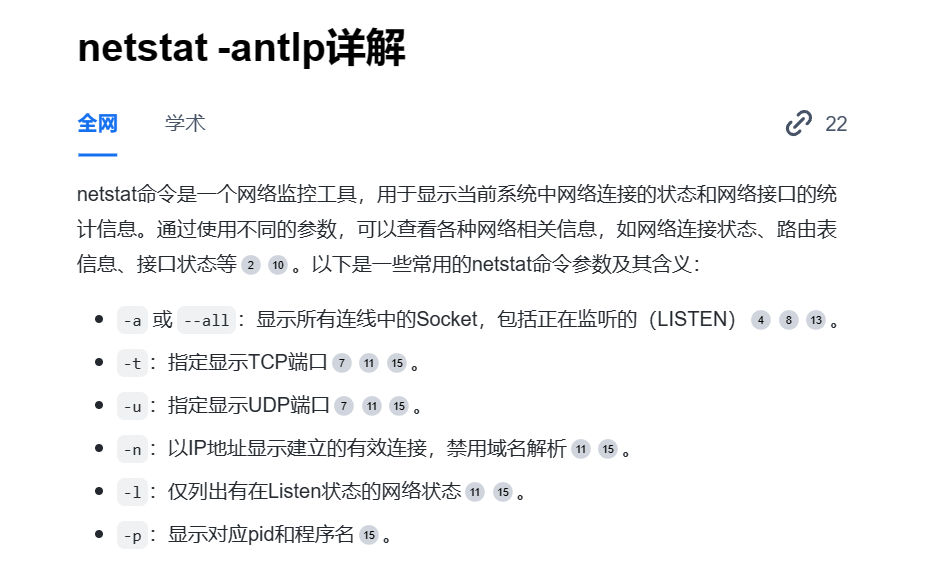 netstat -antlp详解
全网 学术 22
netstat命令是一个网络监控工具，用于显示当前系统中网络连接的状态和网络接口的统
计信息。通过使用不同的参数，可以查看各种网络相关信息，如网络连接状态、路由表
信息、接口状态等 2 10 。以下是一些常用的netstat命令参数及其含义：
-a 或 --all ：显示所有连线中的Socket，包括正在监听的（LISTEN） 4 8 13 。
-t ：指定显示TCP端口 7 11 15 。
-u ：指定显示UDP端口 7 11 15 。
-n ：以IP地址显示建立的有效连接，禁用域名解析 11 15 。
-l ：仅列出有在Listen状态的网络状态 11 15 。
-p ：显示对应pid和程序名 15 。